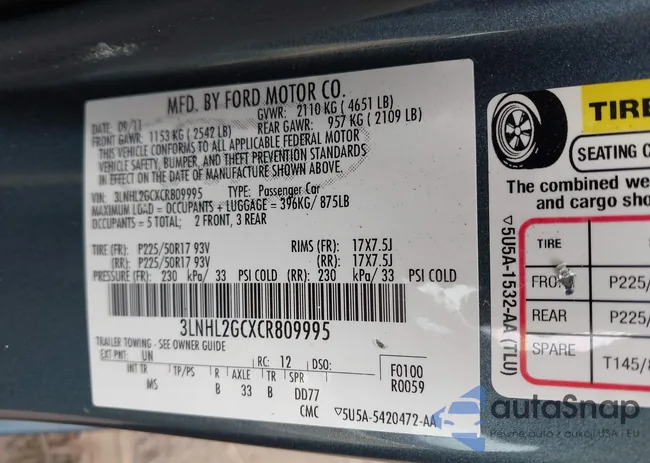 MFD. BY FORD MOTOR CO.
DATE: 09/11 GVWR: 2110 KG ( 4651 LB)
FRONT GAWR: 1153 KG ( 2542 LB) REAR GAWR: 957 KG ( 2109 LB)
THIS VEHICLE CONFORMS TO ALL APPLICABLE FEDERAL MOTOR
VEHICLE SAFETY, BUMPER, AND THEFT PREVENTION STANDARDS
IN EFFECT ON THE DATE OF MANUFACTURE SHOWN ABOVE.
VIN: 3LNHL2GCXCR809995 TYPE: Passenger Car
MAXIMUM LOAD = OCCUPANTS + LUGGAGE = 396KG/ 875LB
OCCUPANTS = 5 TOTAL; 2 FRONT, 3 REAR
TIRE (FR): P225/50R17 93V RIMS (FR): 17X7.5J
(RR): P225/50R17 93V (RR): 17X7.5J
PRESSURE (FR): 230 kPa/ 33 PSI COLD (RR): 230 kPa/ 33 PSI COLD
3LNHL2GCXCR809995
TRAILER TOWING - SEE OWNER GUIDE
EXT PNT: UN RC: 12 DSO: F0100
R0059
INT TR TP/PS R AXLE TR SPR
MS B 33 B DD77
CMC ▽5U5A-5420472-AA
▽5U5A-1532-AA (TLU)
TIRE
SEATING C
The combined we
and cargo sho
TIRE
FRONT P225/
REAR P225/
SPARE T145/8
autoSnap
Pewne auto z aukcji USA i EU